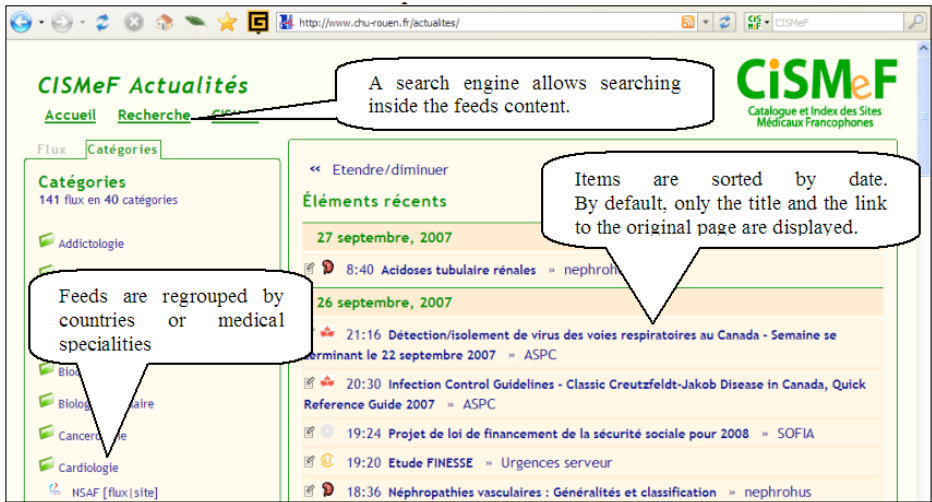 http://www.chu-rouen.fr/actualites/
CISMeF
CISMeF Actualités
Accueil Recherche
A search engine allows searching
inside the feeds content.
CiSMeF
Catalogue et Index des Sites
Médicaux Francophones
Flux Catégories
Catégories
141 flux en 40 catégories
Addictologie
Feeds are regrouped by
countries or medical
specialities
Cardiologie
NSAF [flux|site]
« Etendre/diminuer
Éléments récents
Items are sorted by date.
By default, only the title and the link
to the original page are displayed.
27 septembre, 2007
8:40 Acidoses tubulaire rénales »
26 septembre, 2007
21:16 Détection/isolement de virus des voies respiratoires au Canada - Semaine se
le 22 septembre 2007 » ASPC
20:30 Infection Control Guidelines - Classic Creutzfeldt-Jakob Disease in Canada, Quick
Reference Guide 2007 » ASPC
19:24 Projet de loi de financement de la sécurité sociale pour 2008 » SOFIA
19:20 Etude FINESSE » Urgences serveur
18:36 Néphropathies vasculaires : Généralités et classification » nephrohus